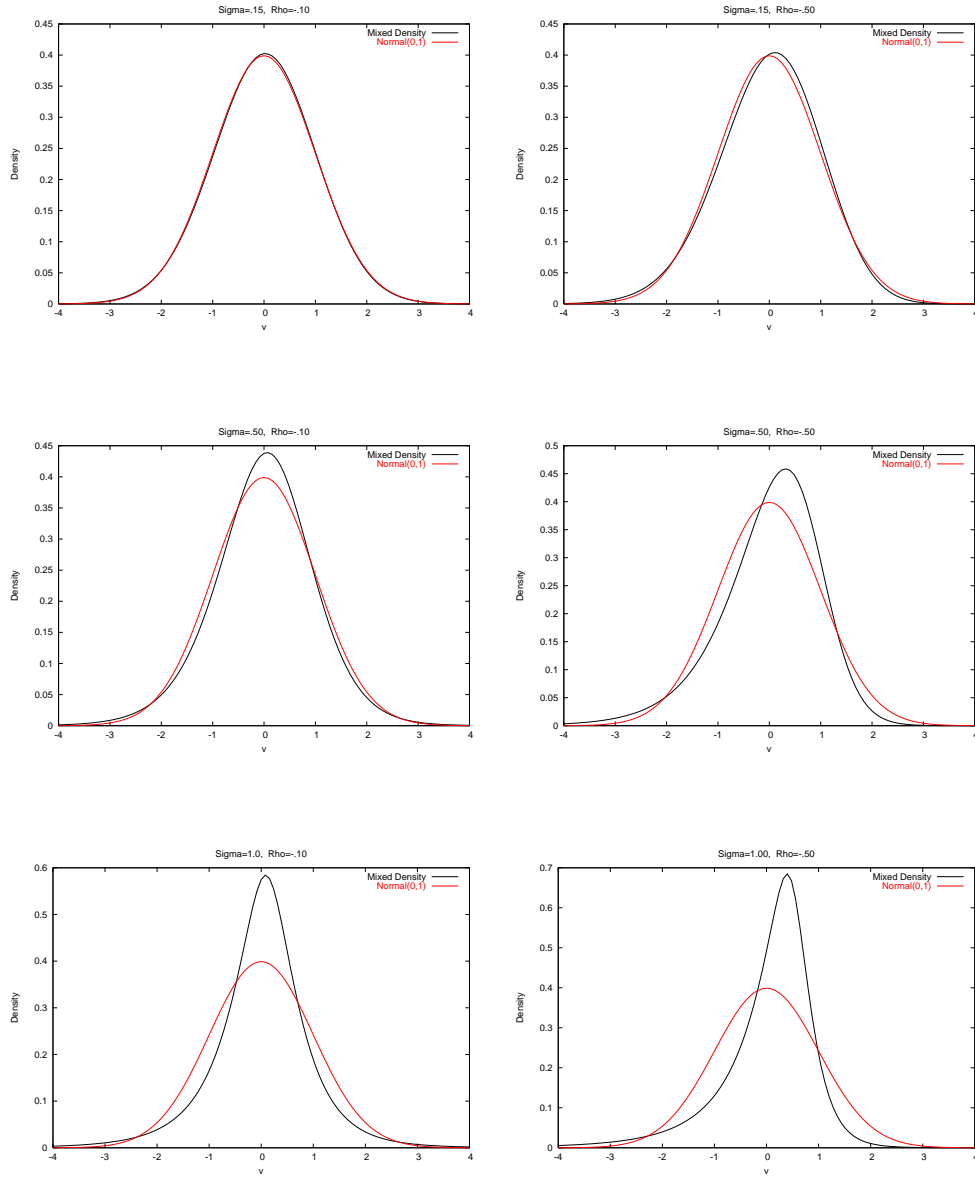 Sigma=.15, Rho=-.10
Mixed Density
Normal(0,1)
Density
0.45
0.4
0.35
0.3
0.25
0.2
0.15
0.1
0.05
0
-4 -3 -2 -1 0 1 2 3 4
v
Sigma=.15, Rho=-.50
Mixed Density
Normal(0,1)
Density
0.45
0.4
0.35
0.3
0.25
0.2
0.15
0.1
0.05
0
-4 -3 -2 -1 0 1 2 3 4
v
Sigma=.50, Rho=-.10
Mixed Density
Normal(0,1)
Density
0.45
0.4
0.35
0.3
0.25
0.2
0.15
0.1
0.05
0
-4 -3 -2 -1 0 1 2 3 4
v
Sigma=.50, Rho=-.50
Mixed Density
Normal(0,1)
Density
0.5
0.45
0.4
0.35
0.3
0.25
0.2
0.15
0.1
0.05
0
-4 -3 -2 -1 0 1 2 3 4
v
Sigma=1.0, Rho=-.10
Mixed Density
Normal(0,1)
Density
0.6
0.5
0.4
0.3
0.2
0.1
0
-4 -3 -2 -1 0 1 2 3 4
v
Sigma=1.00, Rho=-.50
Mixed Density
Normal(0,1)
Density
0.7
0.6
0.5
0.4
0.3
0.2
0.1
0
-4 -3 -2 -1 0 1 2 3 4
v